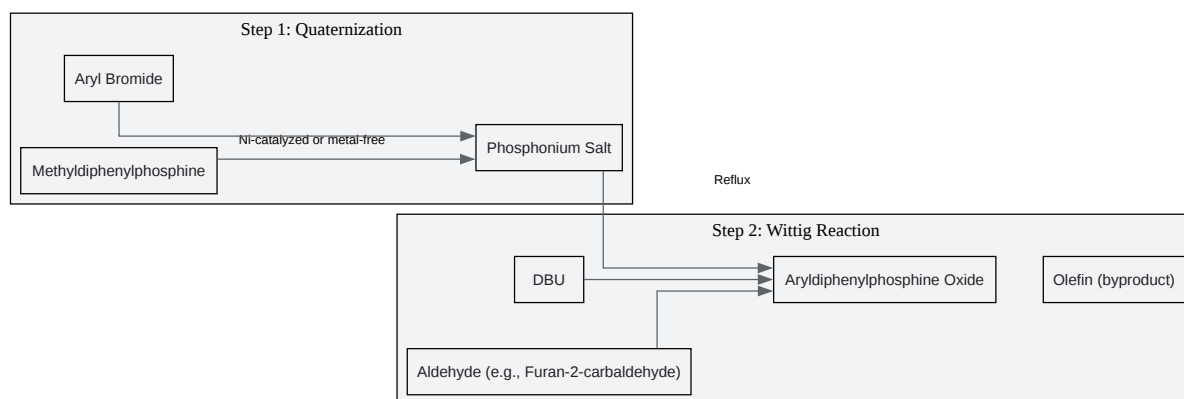 Step 1: Quaternization
Aryl Bromide
Ni-catalyzed or metal-free
Methyldiphenylphosphine
Phosphonium Salt
Reflux
Step 2: Wittig Reaction
DBU
Aryldiphenylphosphine Oxide
Olefin (byproduct)
Aldehyde (e.g., Furan-2-carbaldehyde)